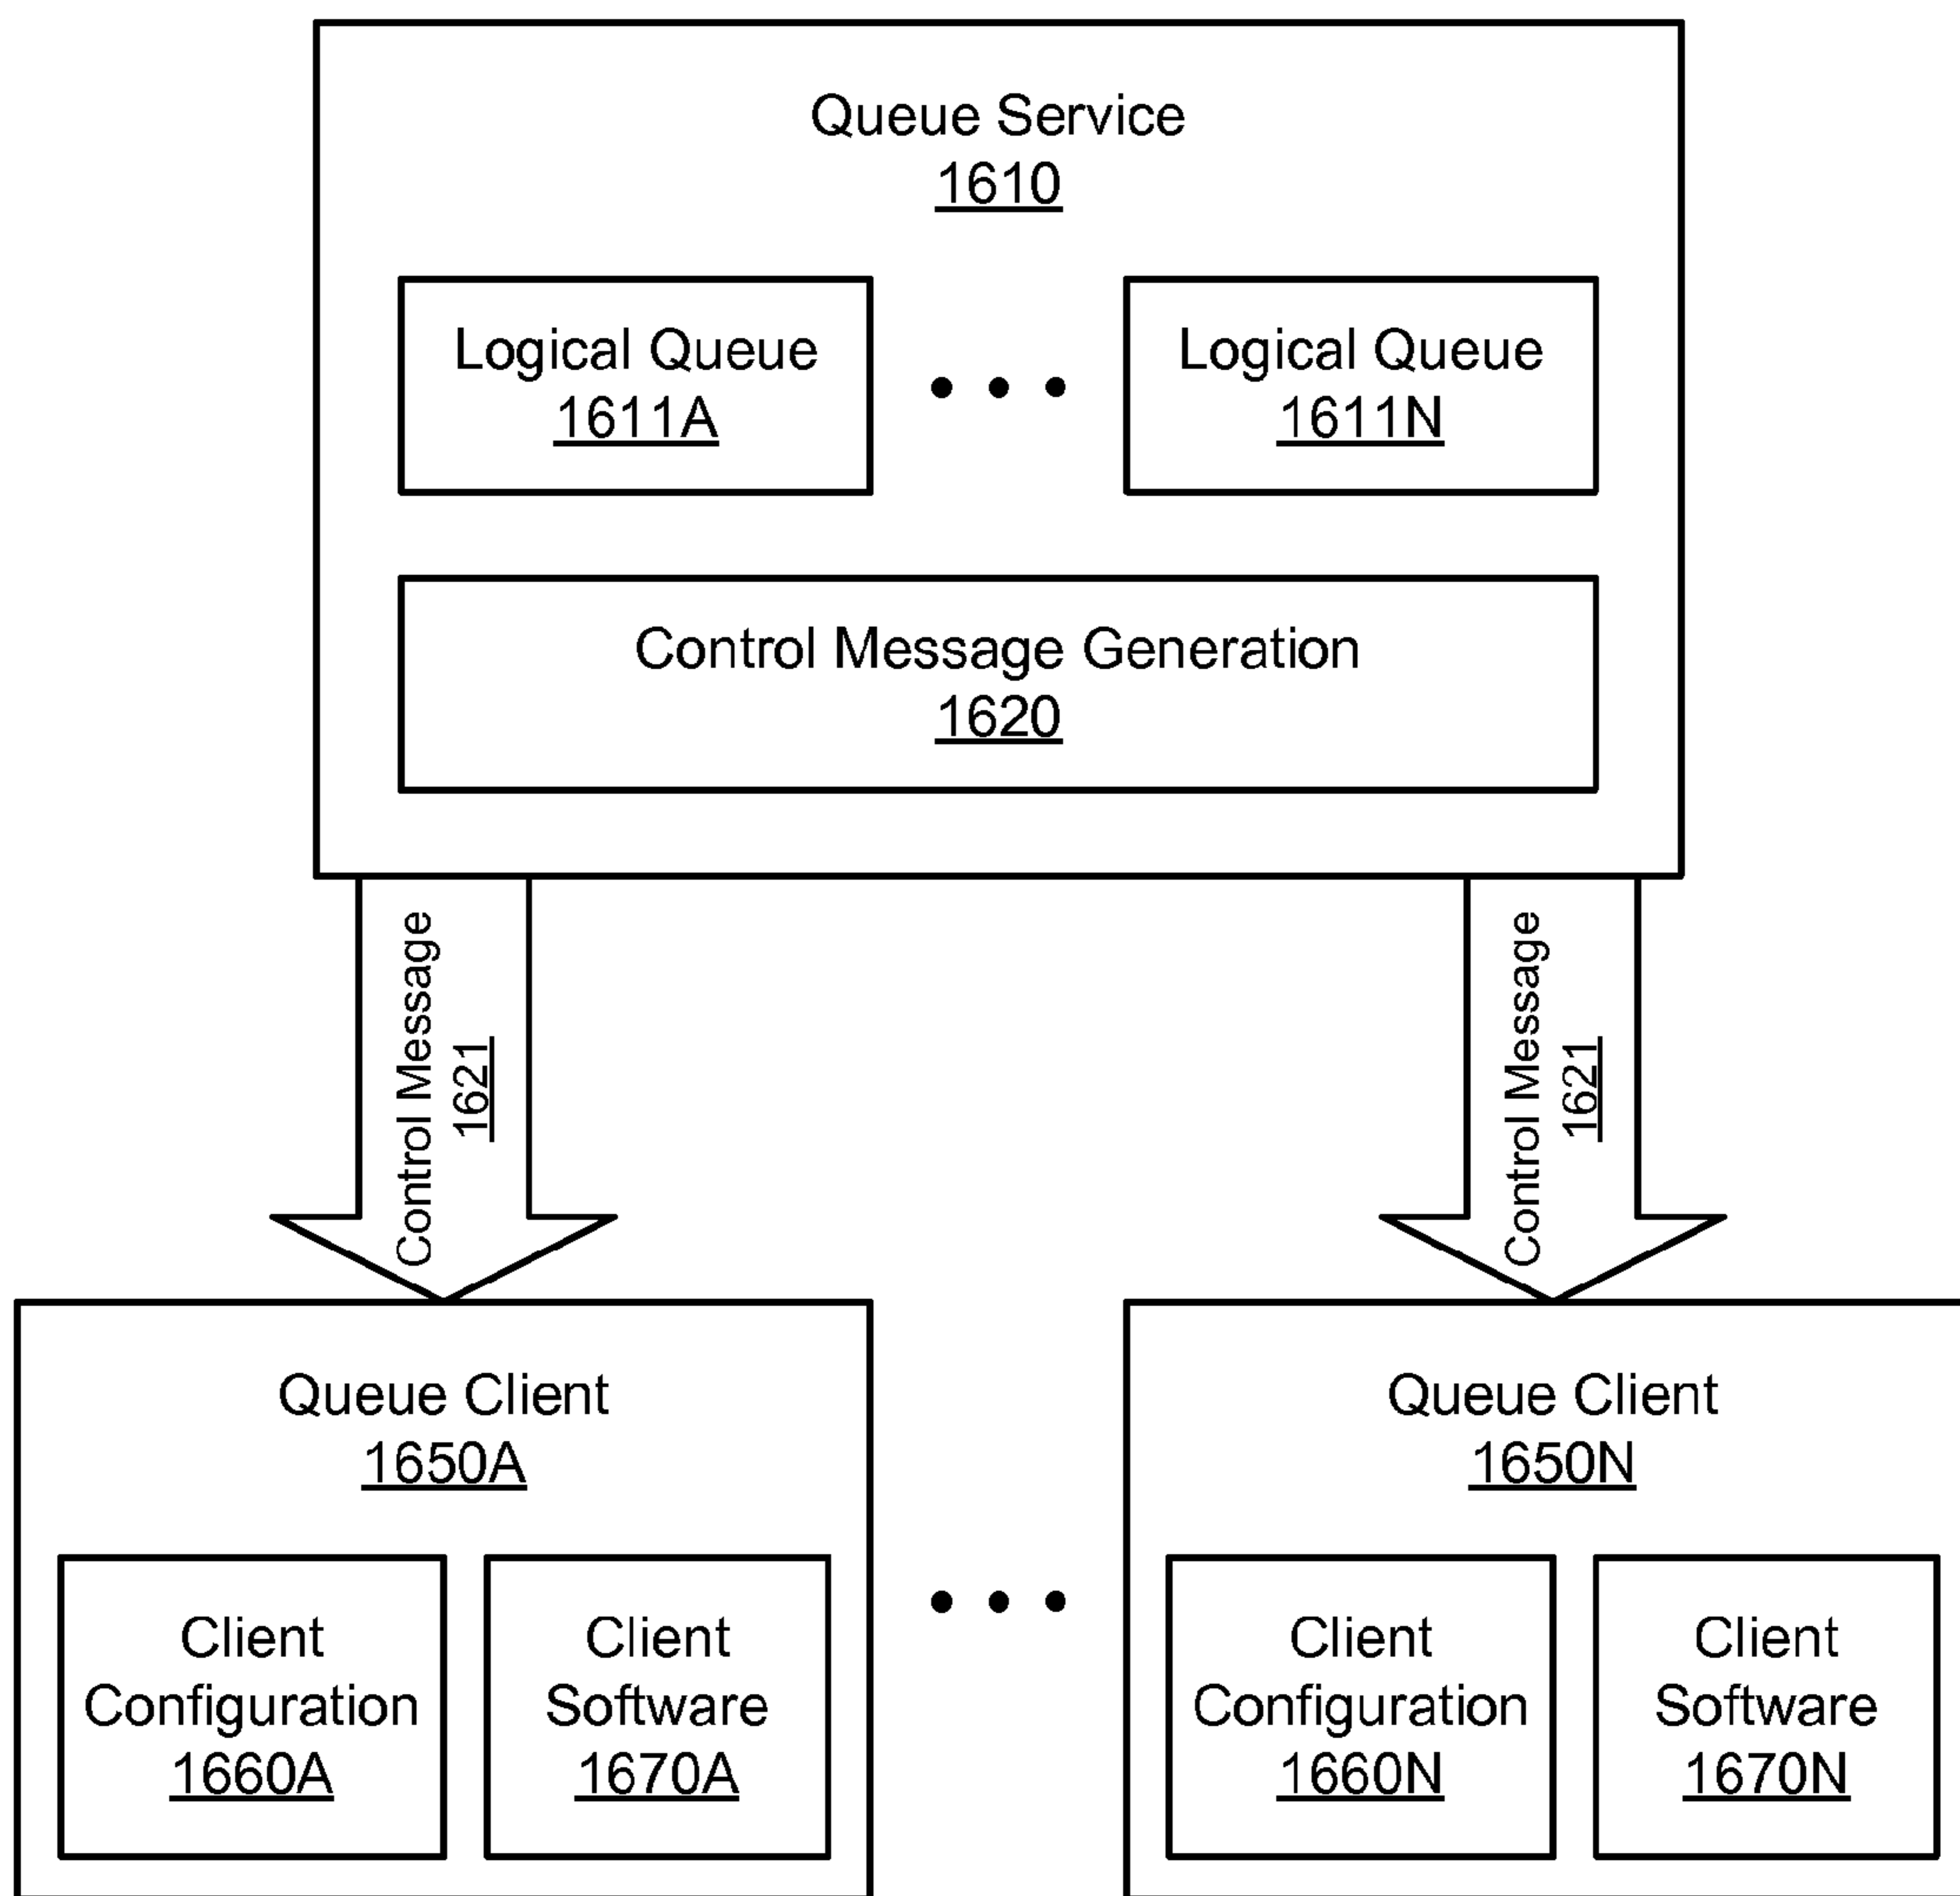 Queue Service
1610
Logical Queue
1611A
Logical Queue
1611N
Control Message Generation
1620
Control Message
1621
Control Message
1621
Queue Client
1650A
Client
Configuration
1660A
Client
Software
1670A
Queue Client
1650N
Client
Configuration
1660N
Client
Software
1670N